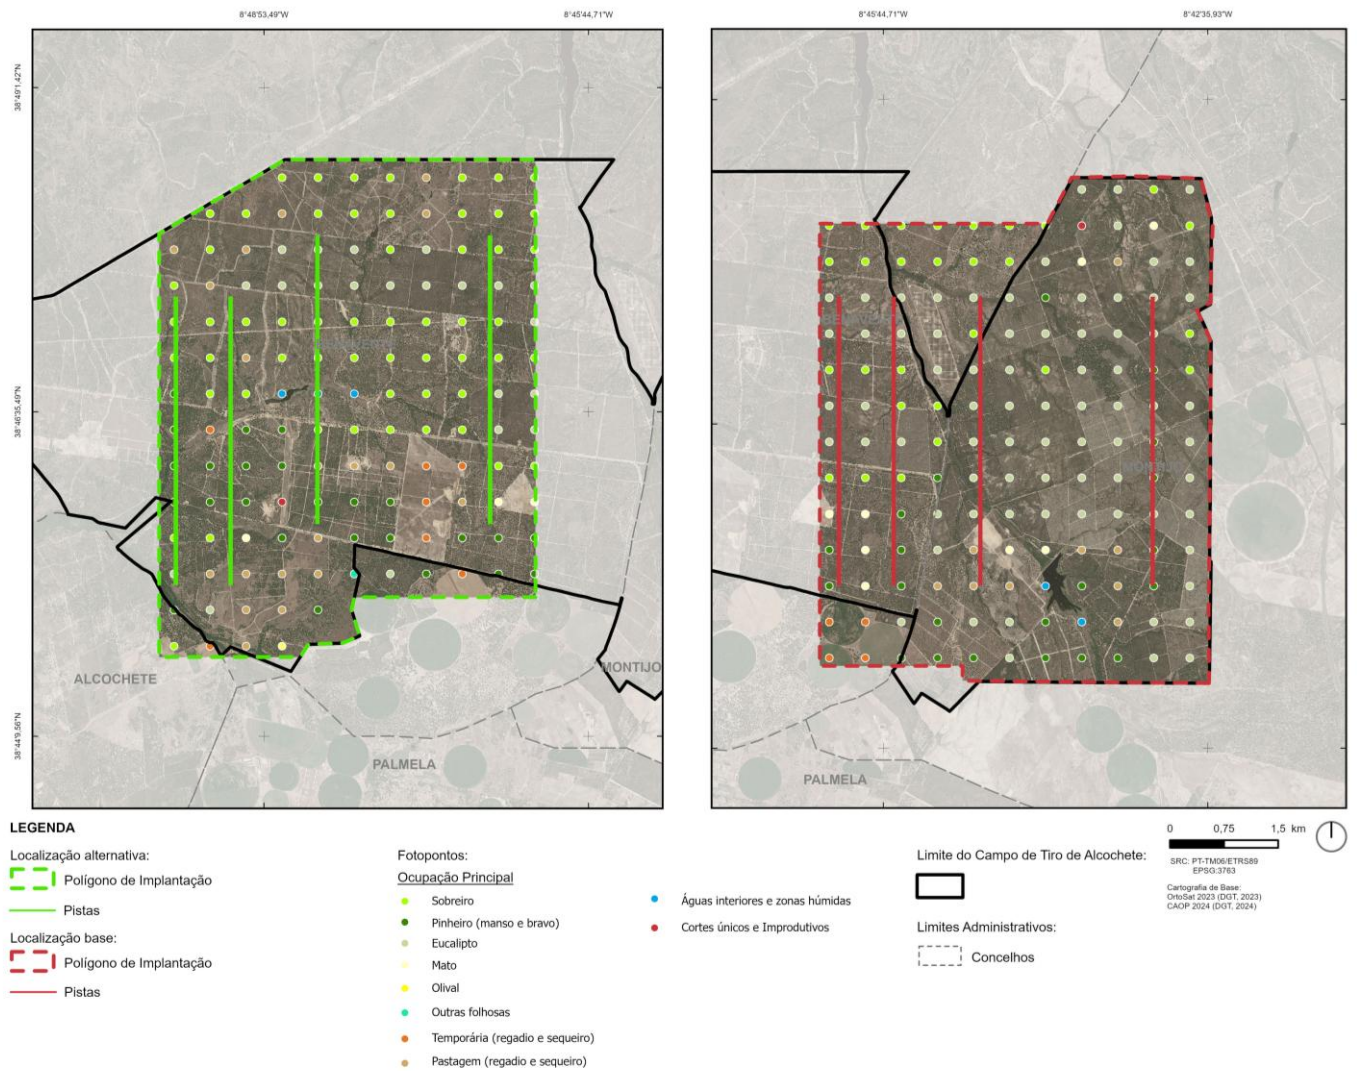 8°48'53,49"W
8°45'44,71"W
8°45'44,71"W
8°42'35,93"W
38°49'1,42"N
38°46'35,49"N
38°44'9,56"N
MONTIJO
ALCOCHETE
MONTIJO
PALMELA
PALMELA
LEGENDA
Localização alternativa:
Polígono de Implantação
Pistas
Localização base:
Polígono de Implantação
Pistas
Fotopontos:
Ocupação Principal
Sobreiro
Pinheiro (manso e bravo)
Eucalipto
Mato
Olival
Outras folhosas
Temporária (regadio e sequeiro)
Pastagem (regadio e sequeiro)
Águas interiores e zonas húmidas
Cortes únicos e Improdutivos
Limite do Campo de Tiro de Alcochete:
Limites Administrativos:
Concelhos
0 0,75 1,5 km
SRC: PT-TM06/ETRS89
EPSG:3763
Cartografia de Base:
OrtoSat 2023 (DGT, 2023)
CAOP 2024 (DGT, 2024)